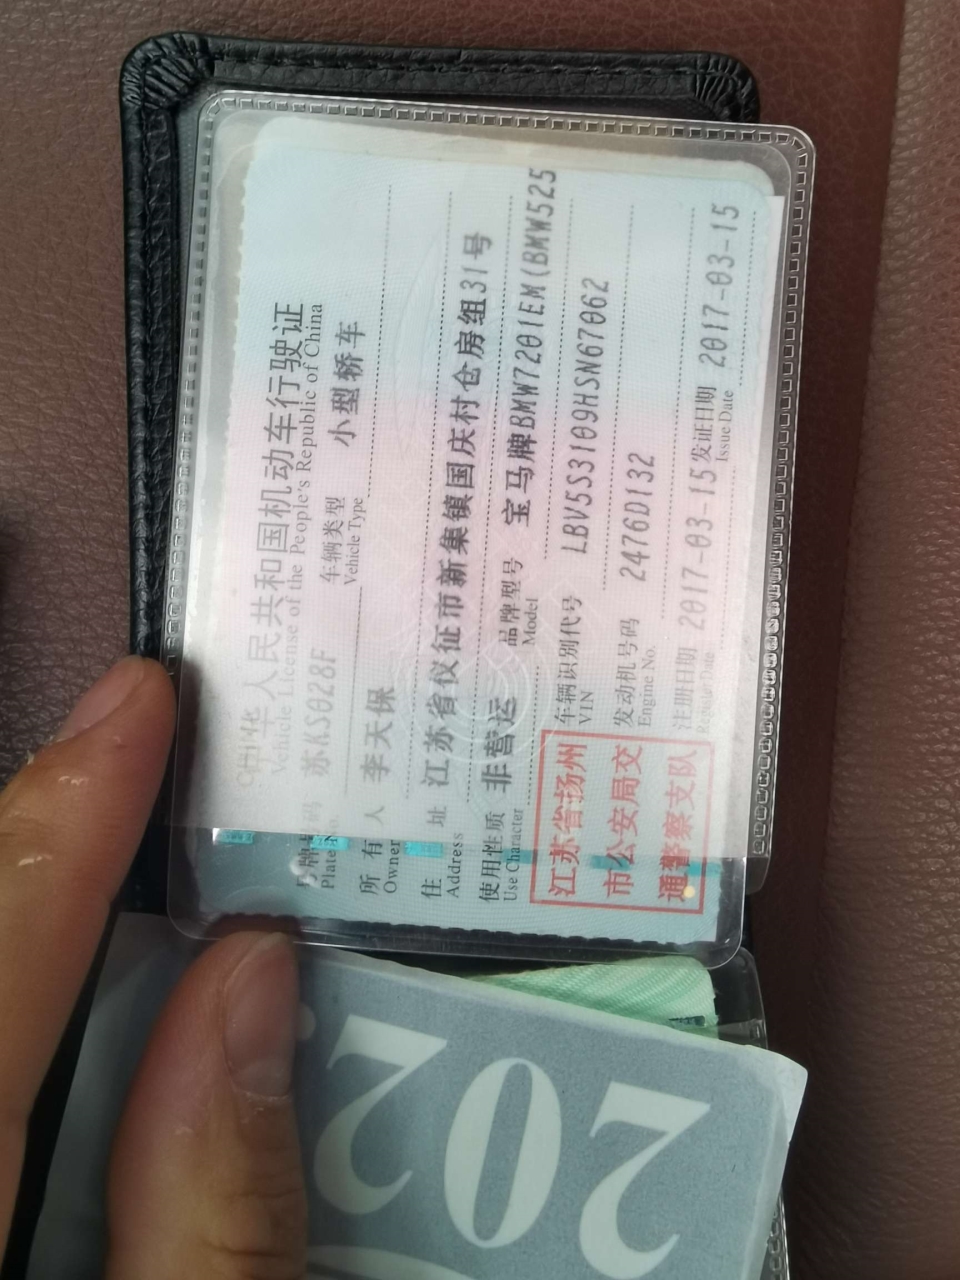 中华人民共和国机动车行驶证
Vehicle License of the People's Republic of China
号牌号码 苏KS028F 车辆类型 小型轿车
Plate No. Vehicle Type
所有人 李天保
Owner
住址 江苏省仪征市新集镇国庆村仓房组31号
Address
使用性质 非营运 品牌型号 宝马牌BMW7201EM(BMW525
Use Character Model
江苏省扬州
市公安局交
通警察支队
车辆识别代号 LBV5S3109HSN67062
VIN
发动机号码 2476D132
Engine No.
注册日期 2017-03-15 发证日期 2017-03-15
Register Date Issue Date
202